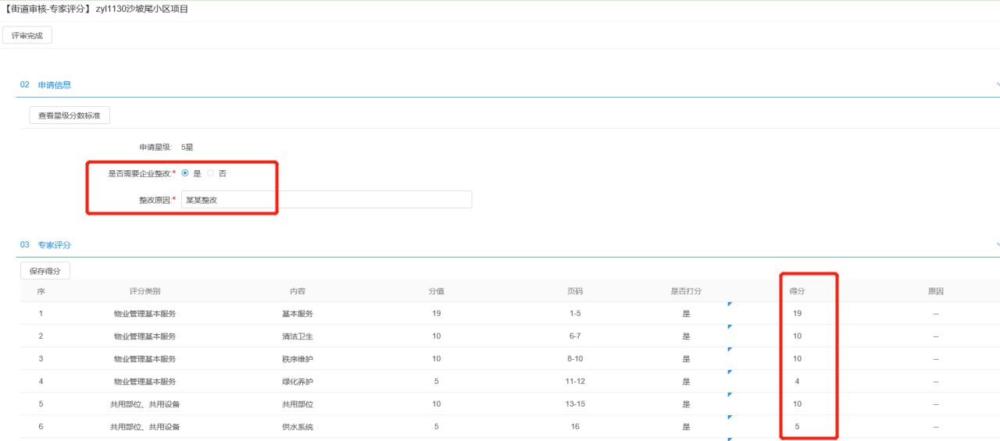 【街道审核-专家评分】 zyl1130沙坡尾小区项目
评审完成
02 申请信息
查看星级分数标准
申请星级: 5星
是否需要企业整改:* 是 否
整改原因:* 某某整改
03 专家评分
保存得分
序 评分类别 内容 分值 页码 是否打分 得分 原因
1 物业管理基本服务 基本服务 19 1-5 是 19 --
2 物业管理基本服务 清洁卫生 10 6-7 是 10 --
3 物业管理基本服务 秩序维护 10 8-10 是 10 --
4 物业管理基本服务 绿化养护 5 11-12 是 4 --
5 共用部位、共用设备 共用部位 10 13-15 是 10 --
6 共用部位、共用设备 供水系统 5 16 是 5 --